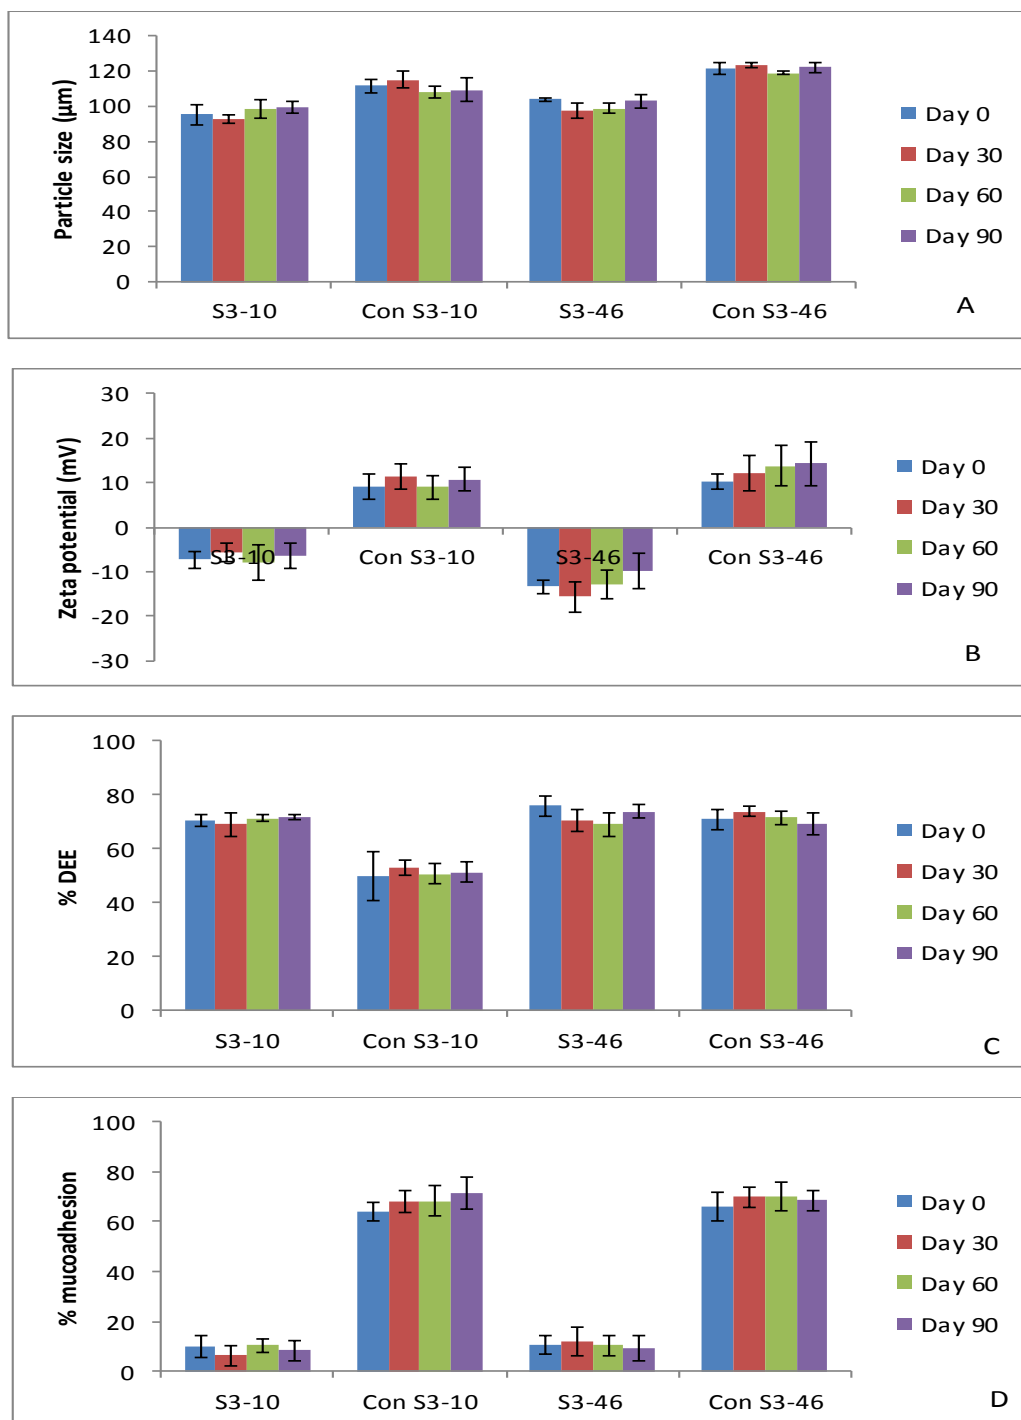 140
120
100
80
60
40
20
0
Particle size (µm)
S3-10 Con S3-10 S3-46 Con S3-46
Day 0
Day 30
Day 60
Day 90
A
30
20
10
0
-10
-20
-30
Zeta potential (mV)
S3-10 Con S3-10 S3-46 Con S3-46
Day 0
Day 30
Day 60
Day 90
B
100
80
60
40
20
0
% DEE
S3-10 Con S3-10 S3-46 Con S3-46
Day 0
Day 30
Day 60
Day 90
C
100
80
60
40
20
0
% mucoadhesion
S3-10 Con S3-10 S3-46 Con S3-46
Day 0
Day 30
Day 60
Day 90
D